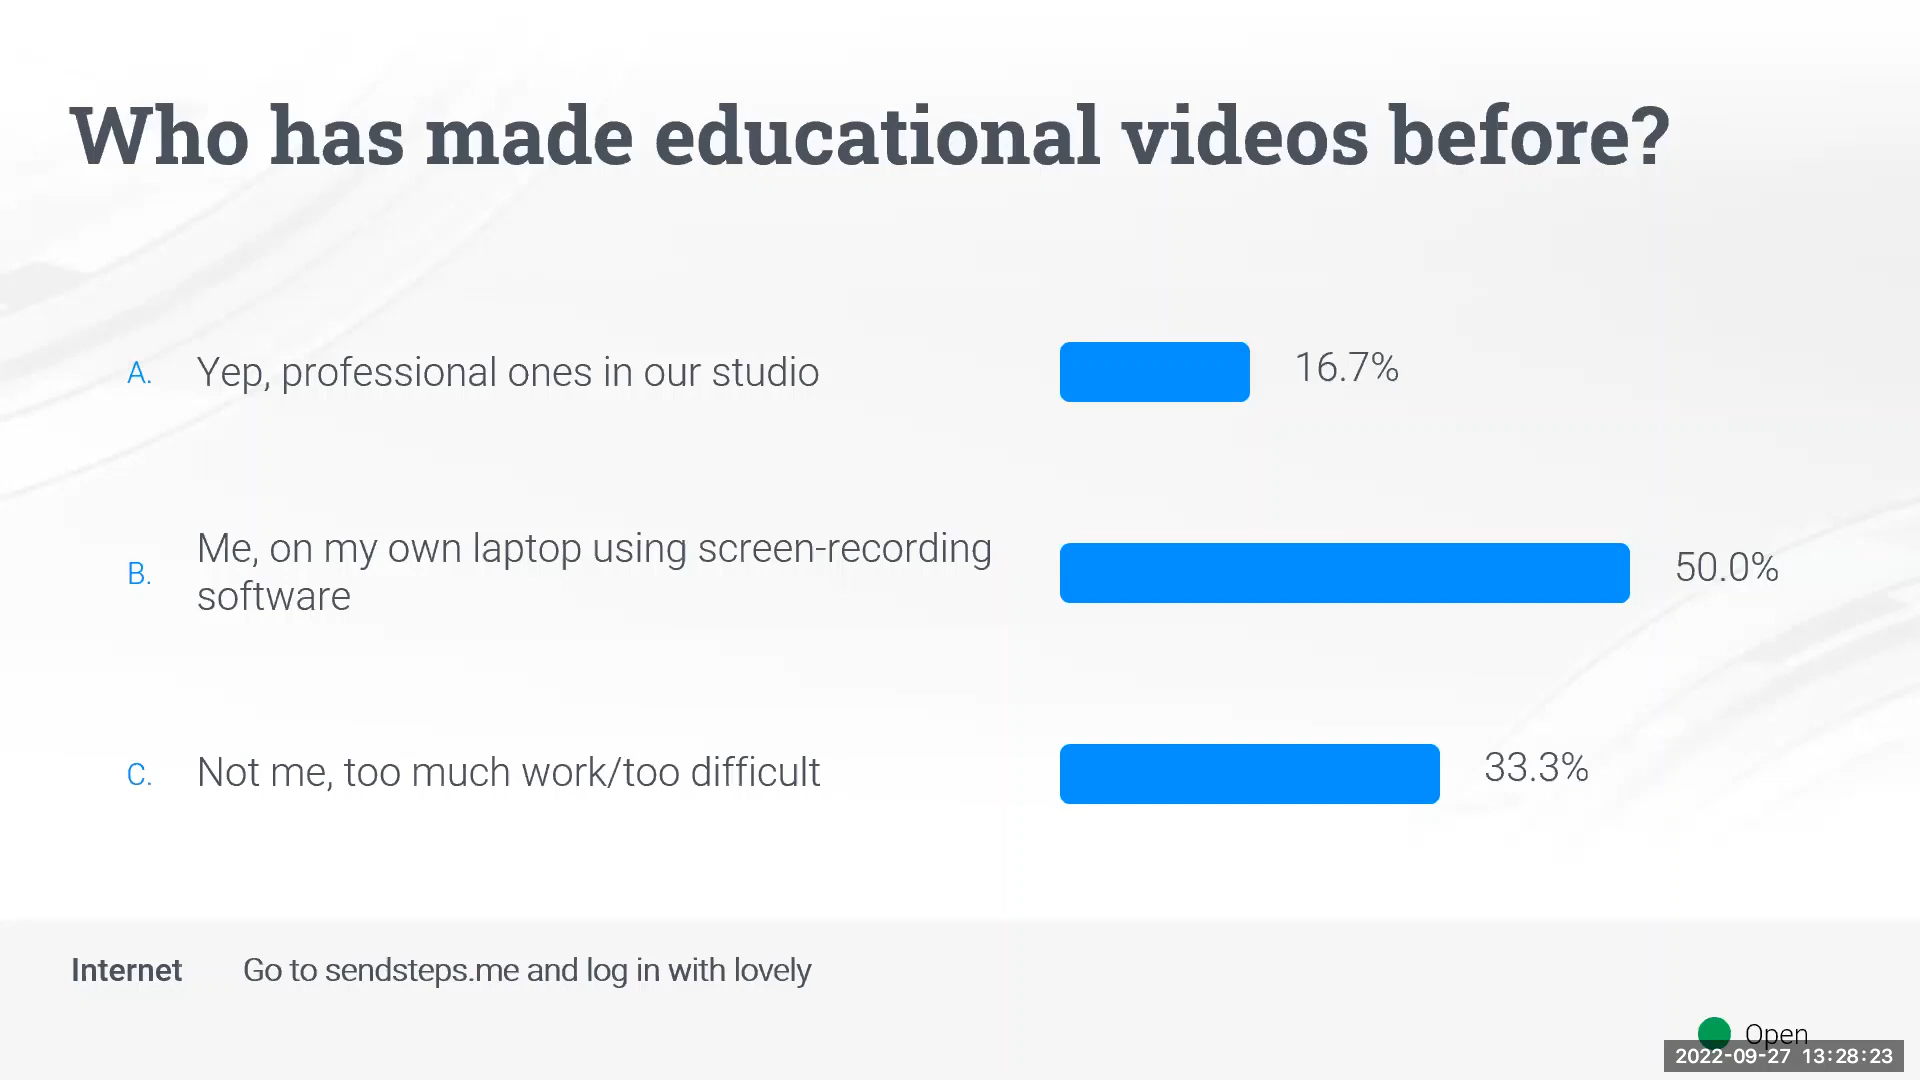 Who has made educational videos before?
A. Yep, professional ones in our studio 16.7%
B. Me, on my own laptop using screen-recording
software 50.0%
C. Not me, too much work/too difficult 33.3%
Internet Go to sendsteps.me and log in with lovely
Open
2022-09-27 13:28:23